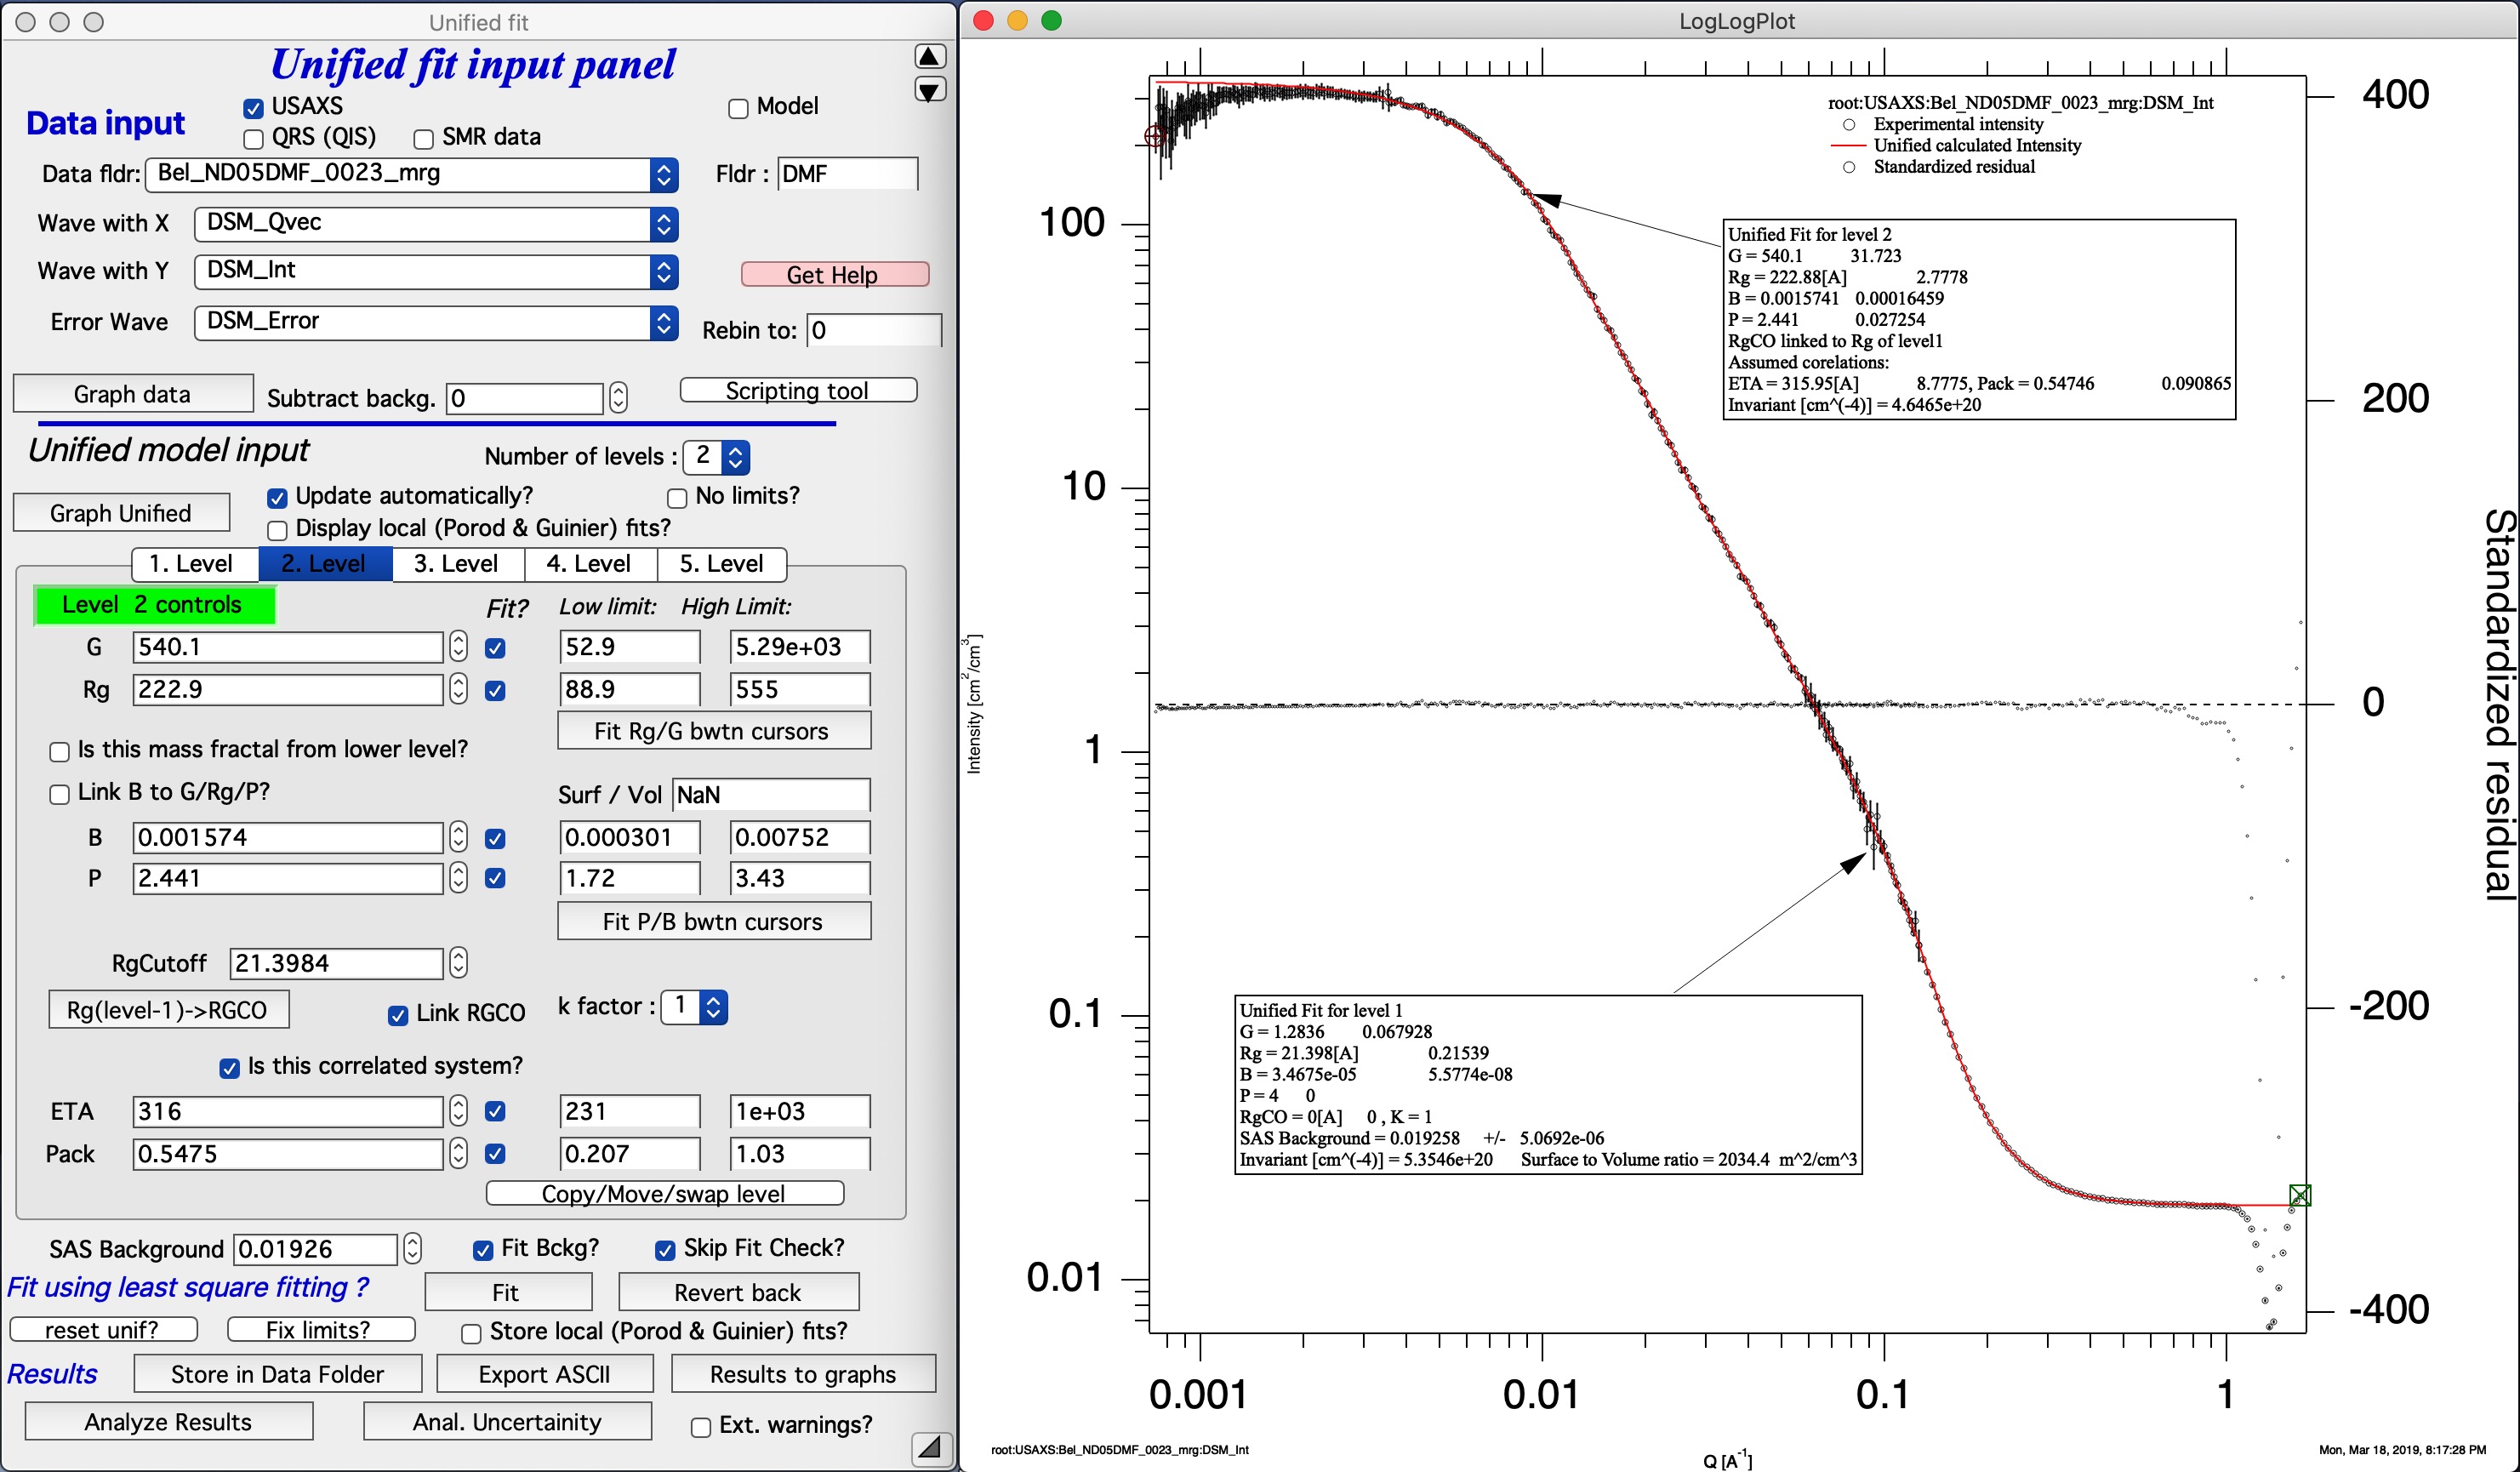 Unified fit
Unified fit input panel
Data input
USAXS
Model
QRS (QIS)
SMR data
Data fldr:
Bel_ND05DMF_0023_mrg
Fldr :
DMF
Wave with X
DSM_Qvec
Wave with Y
DSM_Int
Get Help
Error Wave
DSM_Error
Rebin to:
0
Graph data
Subtract backg.
0
Scripting tool
Unified model input
Number of levels :
2
Graph Unified
Update automatically?
No limits?
Display local (Porod & Guinier) fits?
1. Level
2. Level
3. Level
4. Level
5. Level
Level 2 controls
Fit?
Low limit:
High Limit:
G
540.1
52.9
5.29e+03
Rg
222.9
88.9
555
Fit Rg/G bwtn cursors
Is this mass fractal from lower level?
Link B to G/Rg/P?
Surf / Vol
NaN
B
0.001574
0.000301
0.00752
P
2.441
1.72
3.43
Fit P/B bwtn cursors
RgCutoff
21.3984
Rg(level-1)->RGCO
Link RGCO
k factor :
1
Is this correlated system?
ETA
316
231
1e+03
Pack
0.5475
0.207
1.03
Copy/Move/swap level
SAS Background
0.01926
Fit Bckg?
Skip Fit Check?
Fit using least square fitting ?
Fit
Revert back
reset unif?
Fix limits?
Store local (Porod & Guinier) fits?
Results
Store in Data Folder
Export ASCII
Results to graphs
Analyze Results
Anal. Uncertainity
Ext. warnings?
LogLogPlot
root:USAXS:Bel_ND05DMF_0023_mrg:DSM_Int
Experimental intensity
Unified calculated Intensity
Standardized residual
Unified Fit for level 2
G = 540.1 31.723
Rg = 222.88[A] 2.7778
B = 0.0015741 0.00016459
P = 2.441 0.027254
RgCO linked to Rg of level1
Assumed corelations:
ETA = 315.95[A] 8.7775, Pack = 0.54746 0.090865
Invariant [cm^(-4)] = 4.6465e+20
Unified Fit for level 1
G = 1.2836 0.067928
Rg = 21.398[A] 0.21539
B = 3.4675e-05 5.5774e-08
P = 4 0
RgCO = 0[A] 0 , K = 1
SAS Background = 0.019258 +/- 5.0692e-06
Invariant [cm^(-4)] = 5.3546e+20 Surface to Volume ratio = 2034.4 m^2/cm^3
100
10
1
0.1
0.01
Intensity [cm²/cm³]
400
200
0
-200
-400
Standardized residual
0.001
0.01
0.1
1
Q [A⁻¹]
root:USAXS:Bel_ND05DMF_0023_mrg:DSM_Int
Mon, Mar 18, 2019, 8:17:28 PM